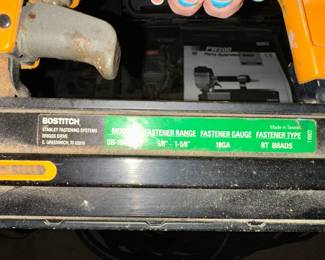 PW200
BOSTITCH
STANLEY FASTENING SYSTEMS
BRIGGS DRIVE
E. GREENWICH, RI 02818
Made in Taiwan
FASTENER RANGE FASTENER GAUGE FASTENER TYPE
5/8" - 1-5/8" 18GA BT BRADS